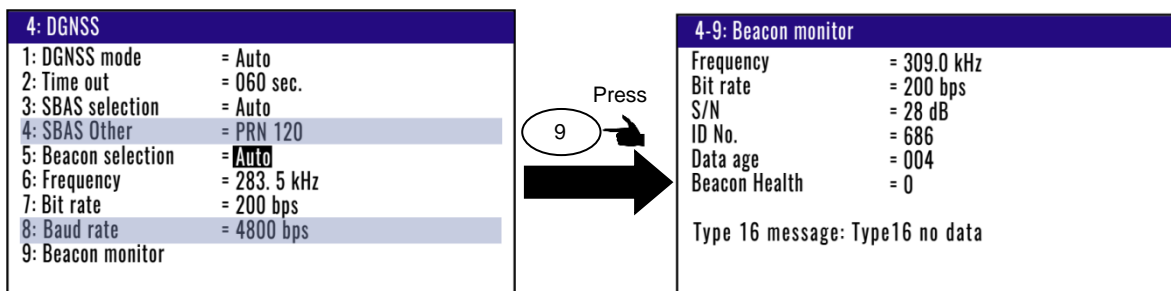 4: DGNSS
1: DGNSS mode = Auto
2: Time out = 060 sec.
3: SBAS selection = Auto
4: SBAS Other = PRN 120
5: Beacon selection = Auto
6: Frequency = 283. 5 kHz
7: Bit rate = 200 bps
8: Baud rate = 4800 bps
9: Beacon monitor
Press
9
4-9: Beacon monitor
Frequency = 309.0 kHz
Bit rate = 200 bps
S/N = 28 dB
ID No. = 686
Data age = 004
Beacon Health = 0
Type 16 message: Type16 no data